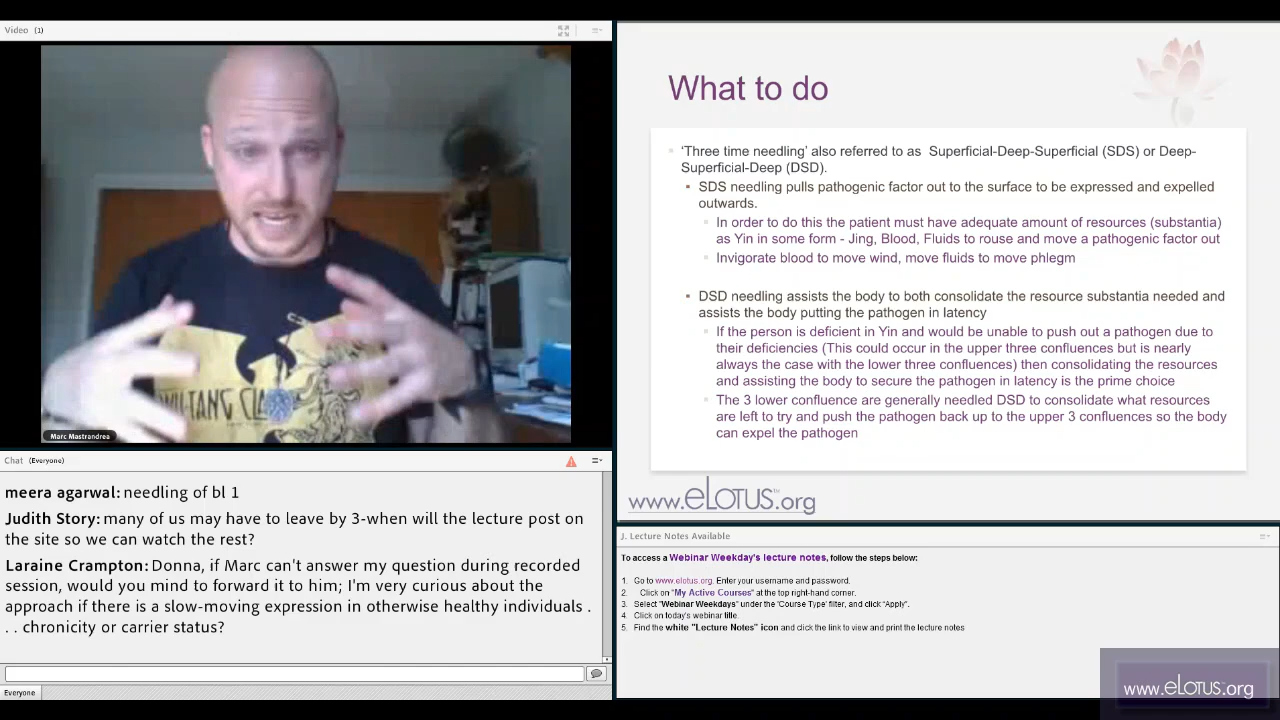 Video (1)
WU-TANG CLA
Marc Mastrandrea
Chat (Everyone)
meera agarwal: needling of bl 1
Judith Story: many of us may have to leave by 3-when will the lecture post on
the site so we can watch the rest?
Laraine Crampton: Donna, if Marc can't answer my question during recorded
session, would you mind to forward it to him; I'm very curious about the
approach if there is a slow-moving expression in otherwise healthy individuals .
. . chronicity or carrier status?
Everyone
What to do
‘Three time needling’ also referred to as Superficial-Deep-Superficial (SDS) or Deep-
Superficial-Deep (DSD).
SDS needling pulls pathogenic factor out to the surface to be expressed and expelled
outwards.
In order to do this the patient must have adequate amount of resources (substantia)
as Yin in some form - Jing, Blood, Fluids to rouse and move a pathogenic factor out
Invigorate blood to move wind, move fluids to move phlegm
DSD needling assists the body to both consolidate the resource substantia needed and
assists the body putting the pathogen in latency
If the person is deficient in Yin and would be unable to push out a pathogen due to
their deficiencies (This could occur in the upper three confluences but is nearly
always the case with the lower three confluences) then consolidating the resources
and assisting the body to secure the pathogen in latency is the prime choice
The 3 lower confluence are generally needled DSD to consolidate what resources
are left to try and push the pathogen back up to the upper 3 confluences so the body
can expel the pathogen
www.eLotus.org
J. Lecture Notes Available
To access a Webinar Weekday's lecture notes, follow the steps below:
1. Go to www.elotus.org. Enter your username and password.
2. Click on "My Active Courses" at the top right-hand corner.
3. Select "Webinar Weekdays" under the 'Course Type' filter, and click "Apply".
4. Click on today's webinar title.
5. Find the white "Lecture Notes" icon and click the link to view and print the lecture notes
www.eLotus.org